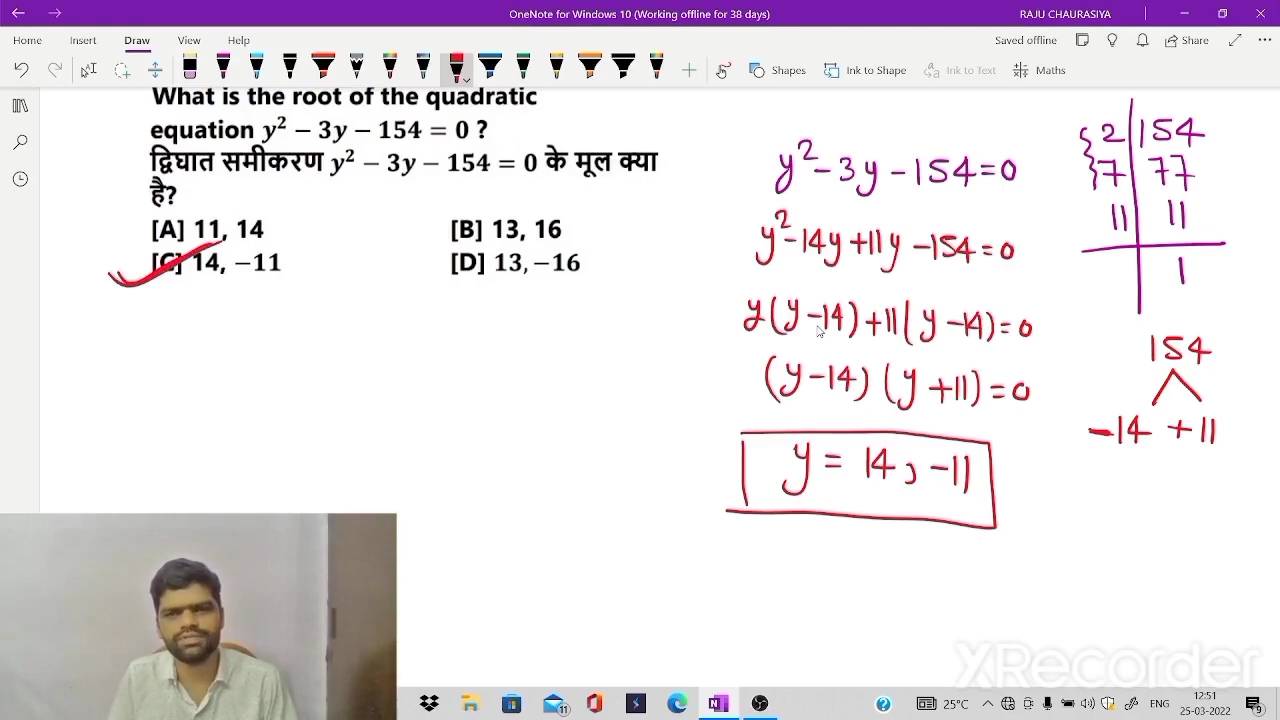 OneNote for Windows 10 (Working offline for 38 days)
RAJU CHAURASIYA
Home Insert Draw View Help
Saved offline
Shapes Ink to Shape Ink to Text Maths
What is the root of the quadratic
equation y² − 3y − 154 = 0 ?
द्विघात समीकरण y² − 3y − 154 = 0 के मूल क्या
है?
[A] 11, 14 [B] 13, 16
[C] 14, −11 [D] 13, −16
y² - 3y - 154 = 0
y² - 14y + 11y - 154 = 0
y(y - 14) + 11(y - 14) = 0
(y - 14) (y + 11) = 0
y = 14, -11
2 154
7 77
11 11
1
154
-14 +11
XRecorder
11
25°C
ENG
12:51
25-03-2022
9